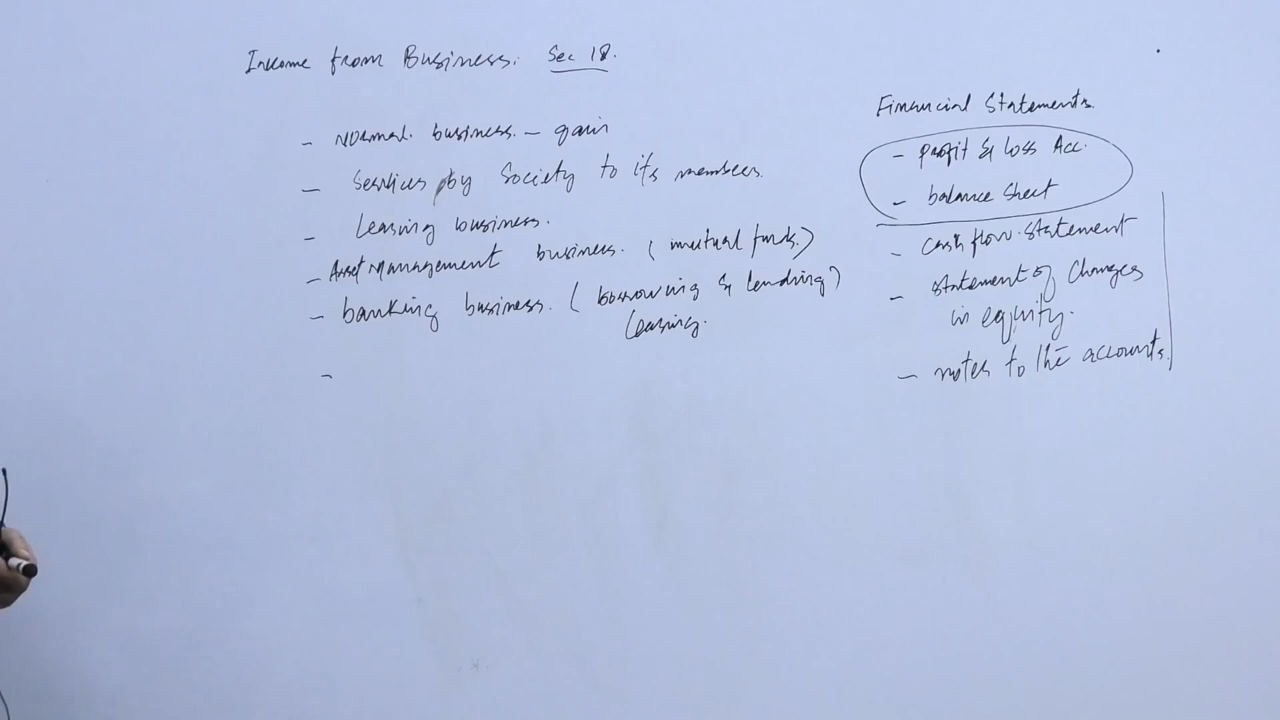 Income from Business. Sec 18.
- Normal. business. - gain
- Services by Society to its members.
- Leasing business.
- Asset Management business. (mutual funds.)
- banking business. (borrowing & lending)
leasing.
-
Financial Statements.
- profit & loss Acc.
- balance Sheet
- Cash flow. statement
- statement of Changes
in equity.
- notes to the accounts.